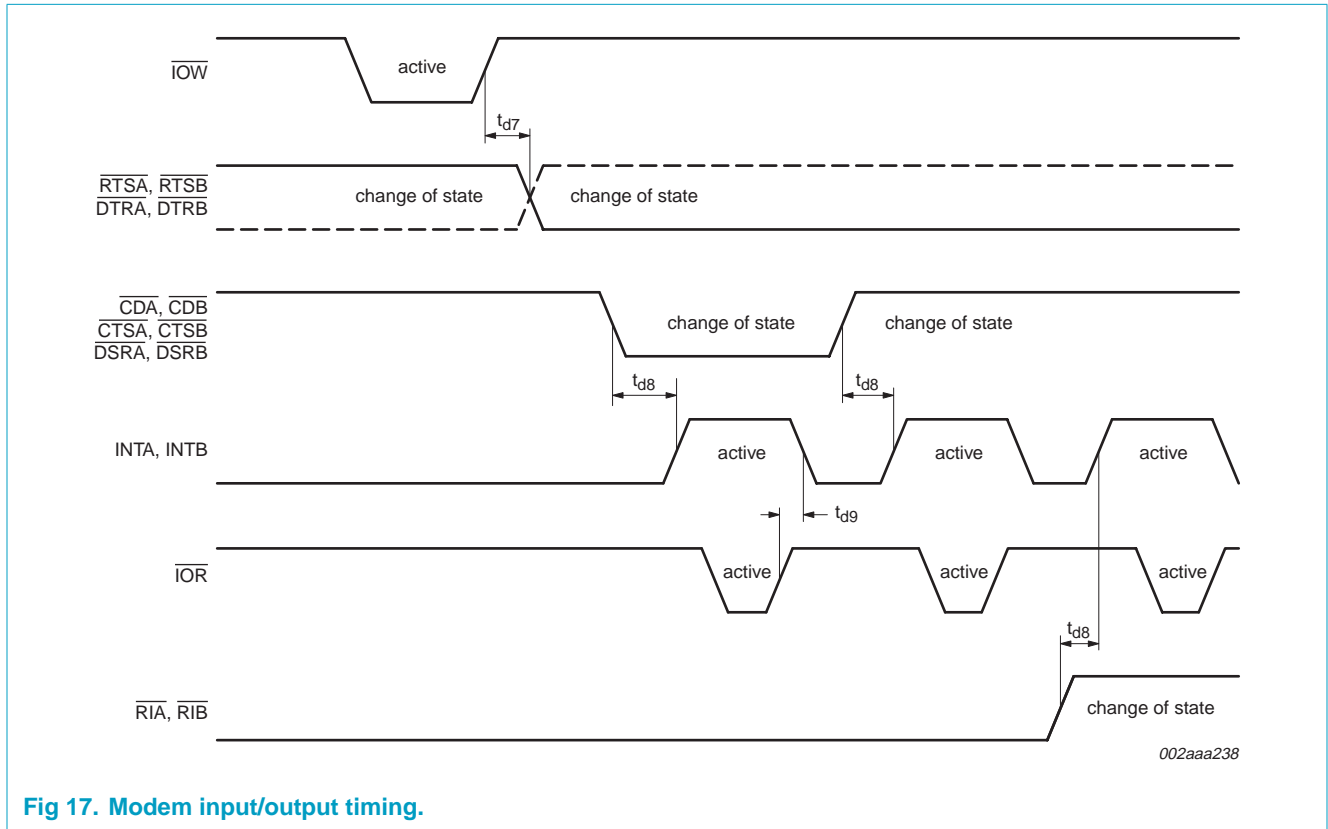 IOW
active
td7
RTSA, RTSB
DTRA, DTRB
change of state
change of state
CDA, CDB
CTSA, CTSB
DSRA, DSRB
change of state
change of state
td8
td8
INTA, INTB
active
active
active
td9
IOR
active
active
active
td8
RIA, RIB
change of state
002aaa238
Fig 17. Modem input/output timing.